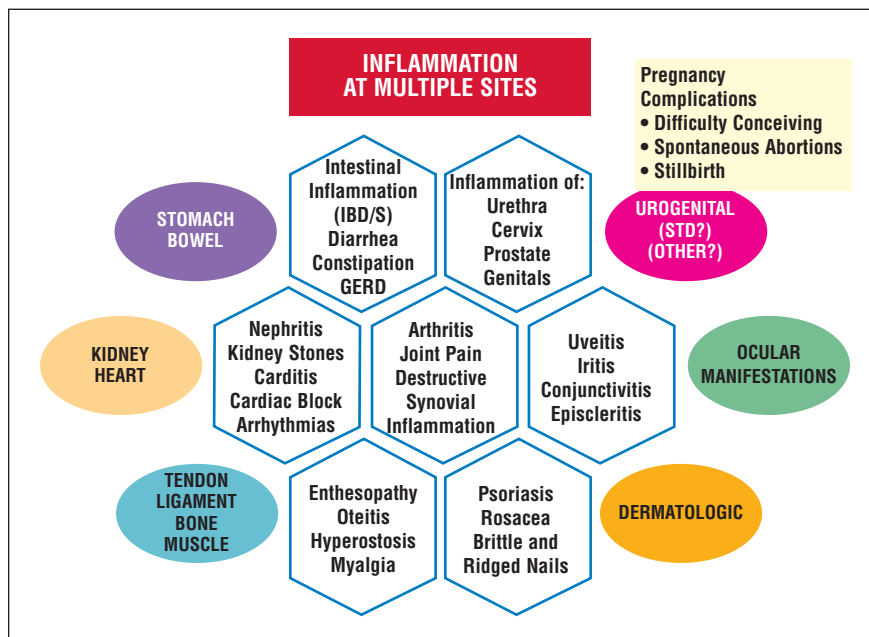 INFLAMMATION
AT MULTIPLE SITES
Pregnancy
Complications
• Difficulty Conceiving
• Spontaneous Abortions
• Stillbirth
STOMACH
BOWEL
Intestinal
Inflammation
(IBD/S)
Diarrhea
Constipation
GERD
Inflammation of:
Urethra
Cervix
Prostate
Genitals
UROGENITAL
(STD?)
(OTHER?)
KIDNEY
HEART
Nephritis
Kidney Stones
Carditis
Cardiac Block
Arrhythmias
Arthritis
Joint Pain
Destructive
Synovial
Inflammation
Uveitis
Iritis
Conjunctivitis
Episcleritis
OCULAR
MANIFESTATIONS
TENDON
LIGAMENT
BONE
MUSCLE
Enthesopathy
Oteitis
Hyperostosis
Myalgia
Psoriasis
Rosacea
Brittle and
Ridged Nails
DERMATOLOGIC